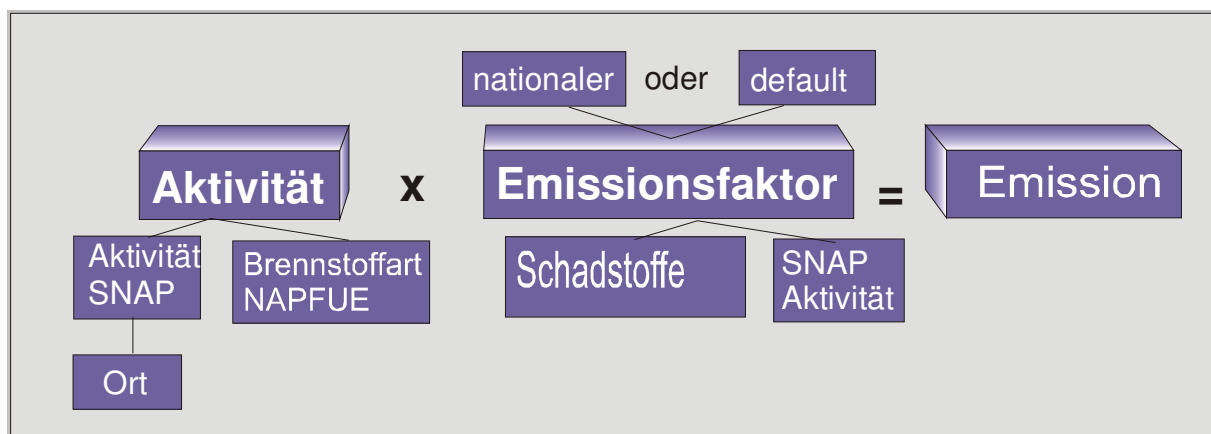 nationaler oder default
Aktivität x Emissionsfaktor = Emission
Aktivität
SNAP
Brennstoffart
NAPFUE
Schadstoffe
SNAP
Aktivität
Ort